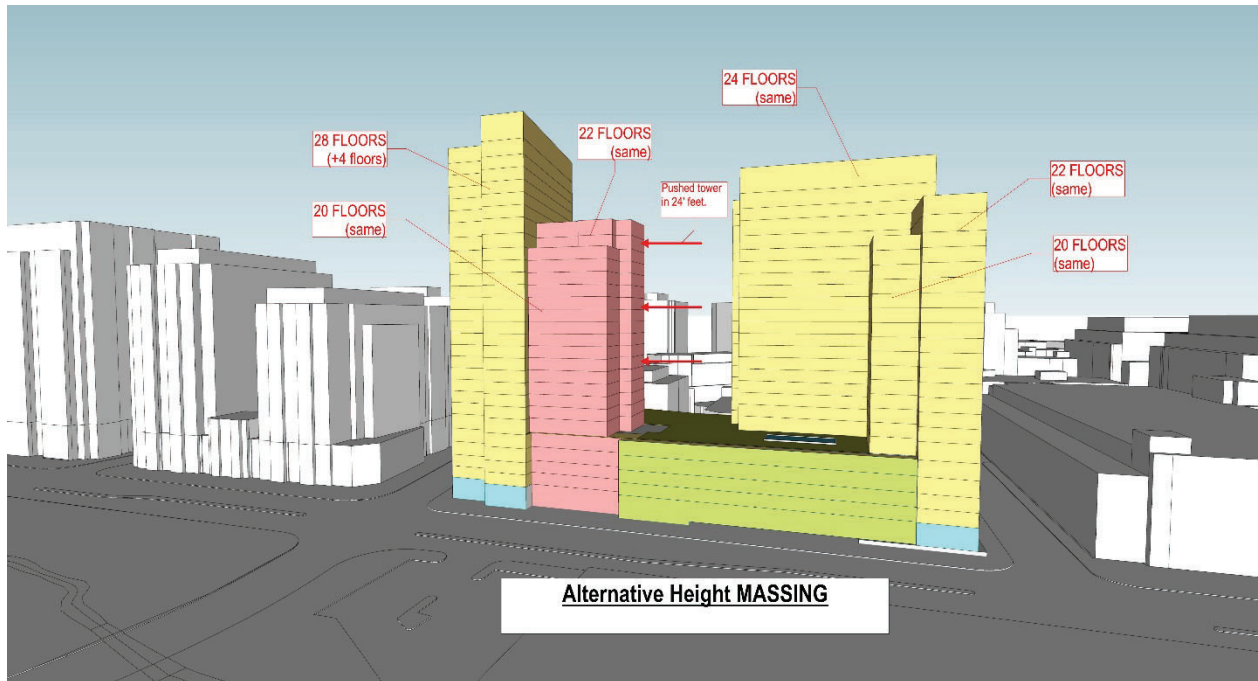 24 FLOORS
(same)
28 FLOORS
(+4 floors)
22 FLOORS
(same)
22 FLOORS
(same)
Pushed tower
in 24' feet.
20 FLOORS
(same)
20 FLOORS
(same)
Alternative Height MASSING